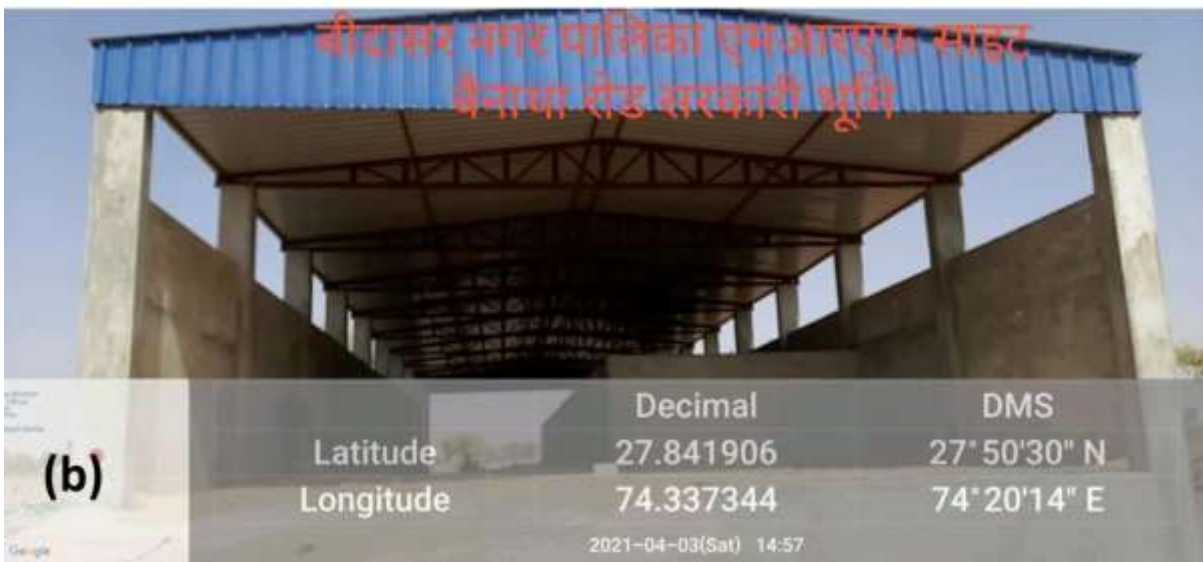 बीदासर नगर पालिका एमआरएफ साइट
बैनाथा रोड सरकारी भूमि
Decimal DMS
Latitude 27.841906 27°50'30" N
Longitude 74.337344 74°20'14" E
(b)
2021-04-03(Sat) 14:57
Google